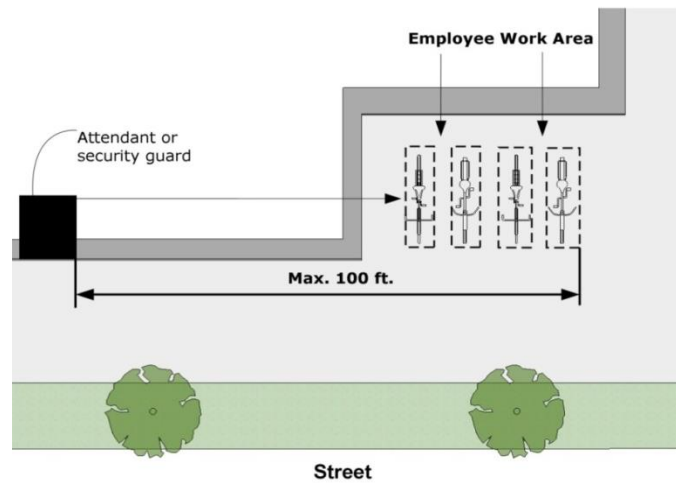 Employee Work Area
Attendant or
security guard
Max. 100 ft.
Street